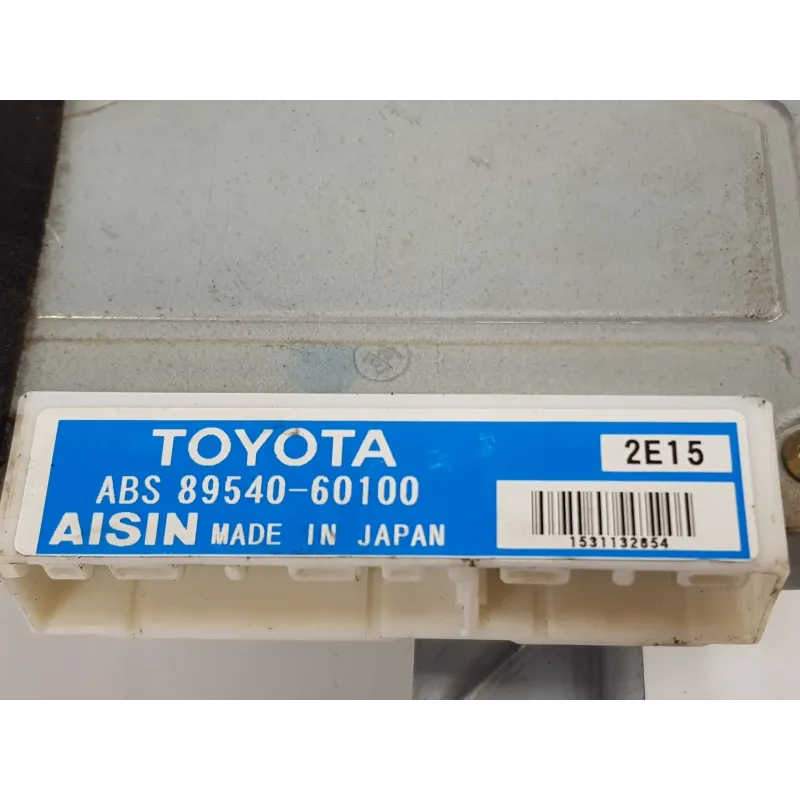 TOYOTA
2E15
ABS 89540-60100
AISIN MADE IN JAPAN
1531132854